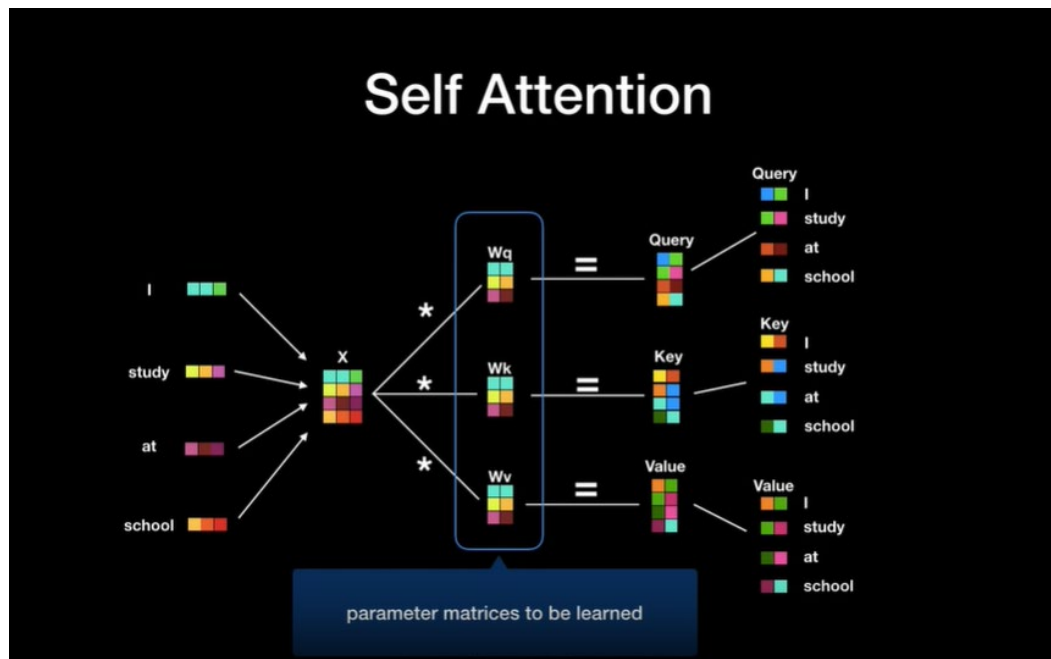 Self Attention
I
study
at
school
X
*
*
*
Wq
Wk
Wv
=
=
=
Query
Key
Value
Query
I
study
at
school
Key
I
study
at
school
Value
I
study
at
school
parameter matrices to be learned